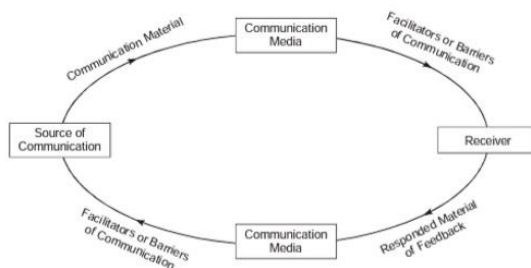 Communication Material
Communication
Media
Facilitators or Barriers
of Communication
Source of
Communication
Receiver
Facilitators or Barriers
of Communication
Communication
Media
Responded Material
of Feedback